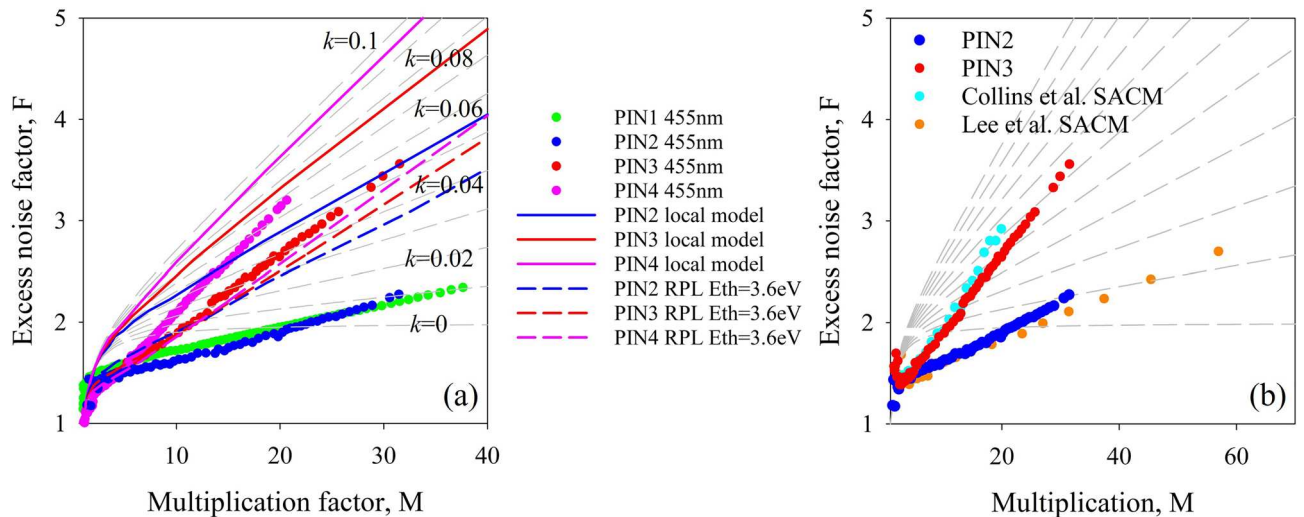 Excess noise factor, F
5
4
3
2
1
10
20
30
40
Multiplication factor, M
k=0.1
k=0.08
k=0.06
k=0.04
k=0.02
k=0
(a)
PIN1 455nm
PIN2 455nm
PIN3 455nm
PIN4 455nm
PIN2 local model
PIN3 local model
PIN4 local model
PIN2 RPL Eth=3.6eV
PIN3 RPL Eth=3.6eV
PIN4 RPL Eth=3.6eV
Excess noise factor, F
5
4
3
2
1
20
40
60
Multiplication, M
PIN2
PIN3
Collins et al. SACM
Lee et al. SACM
(b)